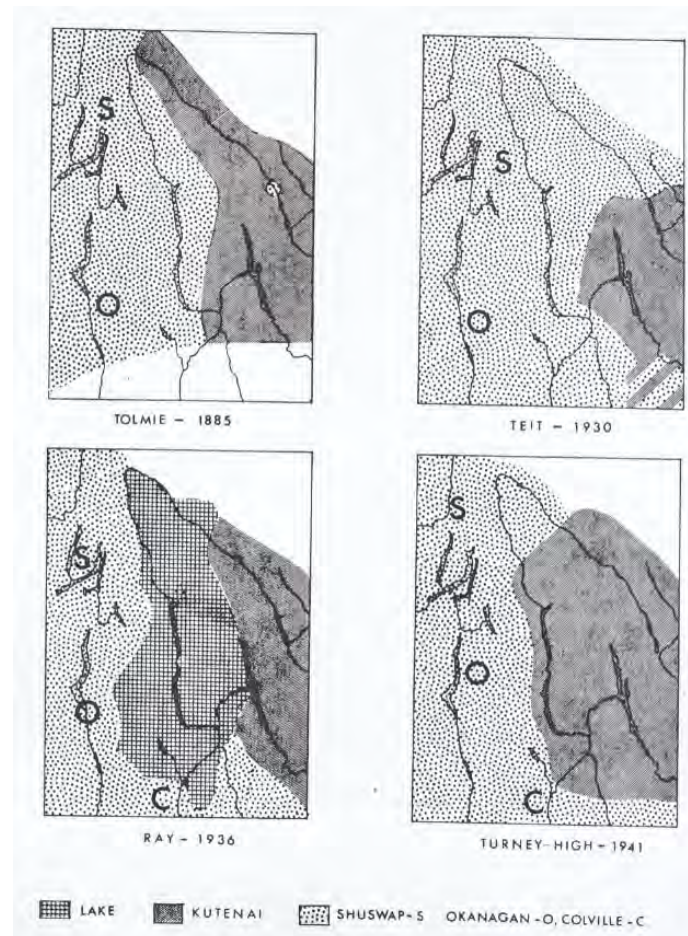 S
O
TOLMIE – 1885
S
O
TEIT – 1930
S
O
C
RAY – 1936
S
O
C
TURNEY-HIGH – 1941
LAKE KUTENAI SHUSWAP-S OKANAGAN-O, COLVILLE-C